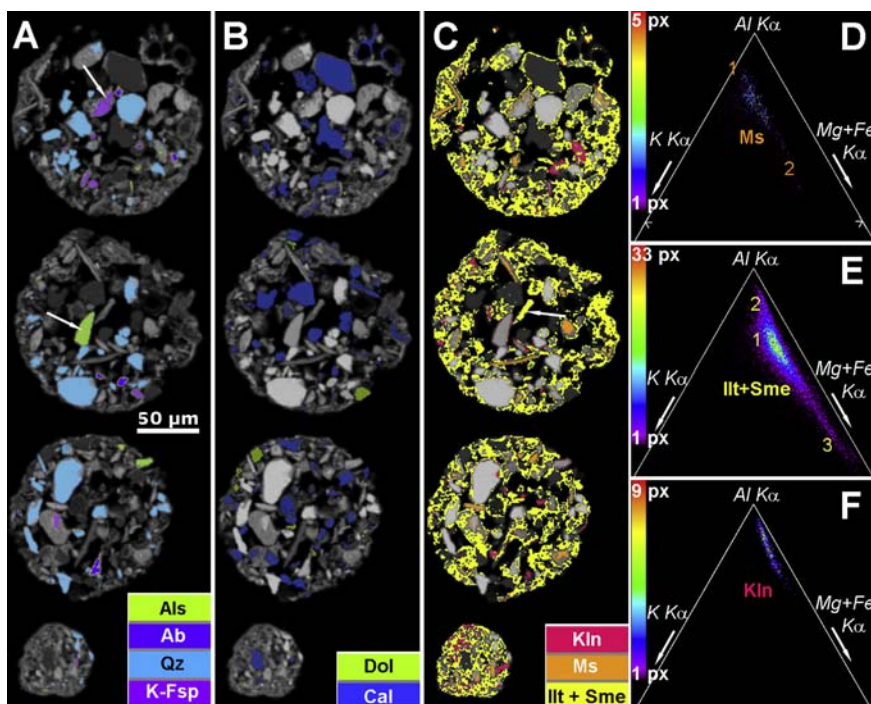 A
B
C
D
5 px
1 px
Al Kα
K Kα
Mg+Fe
Kα
1
Ms
2
E
33 px
1 px
Al Kα
K Kα
Mg+Fe
Kα
2
1
Ilt+Sme
3
F
9 px
1 px
Al Kα
K Kα
Mg+Fe
Kα
Kln
50 µm
Als
Ab
Qz
K-Fsp
Dol
Cal
Kln
Ms
Ilt + Sme